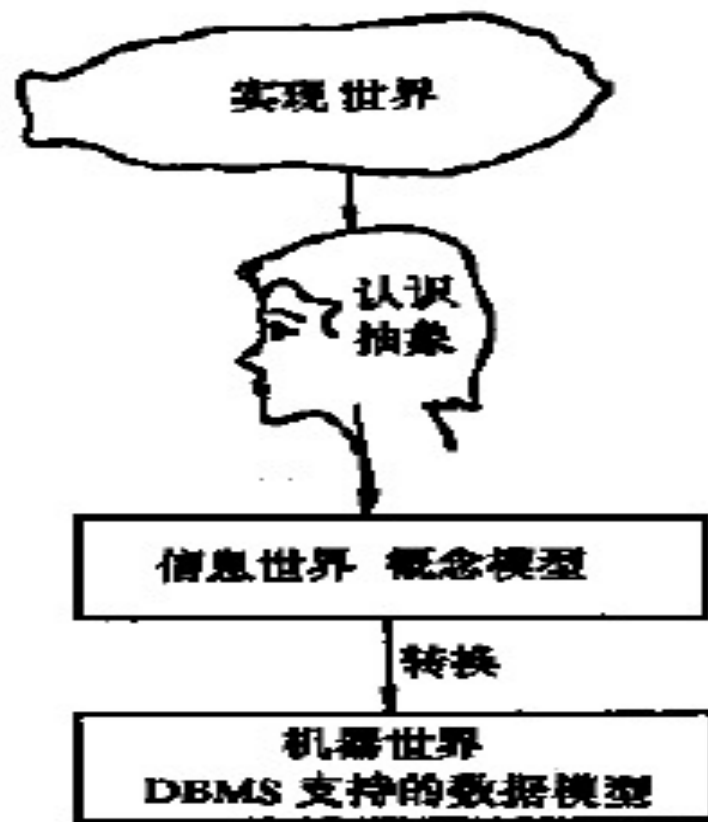 实现世界
认识
抽象
信息世界 概念模型
转换
机器世界
DBMS 支持的数据模型